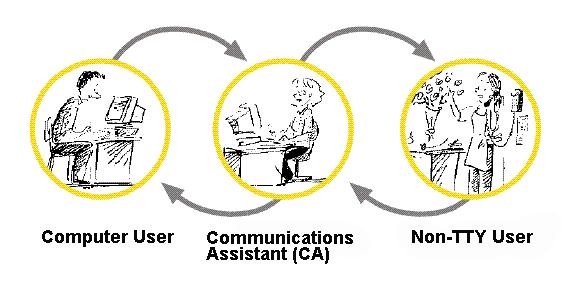 Computer User
Communications
Assistant (CA)
Non-TTY User